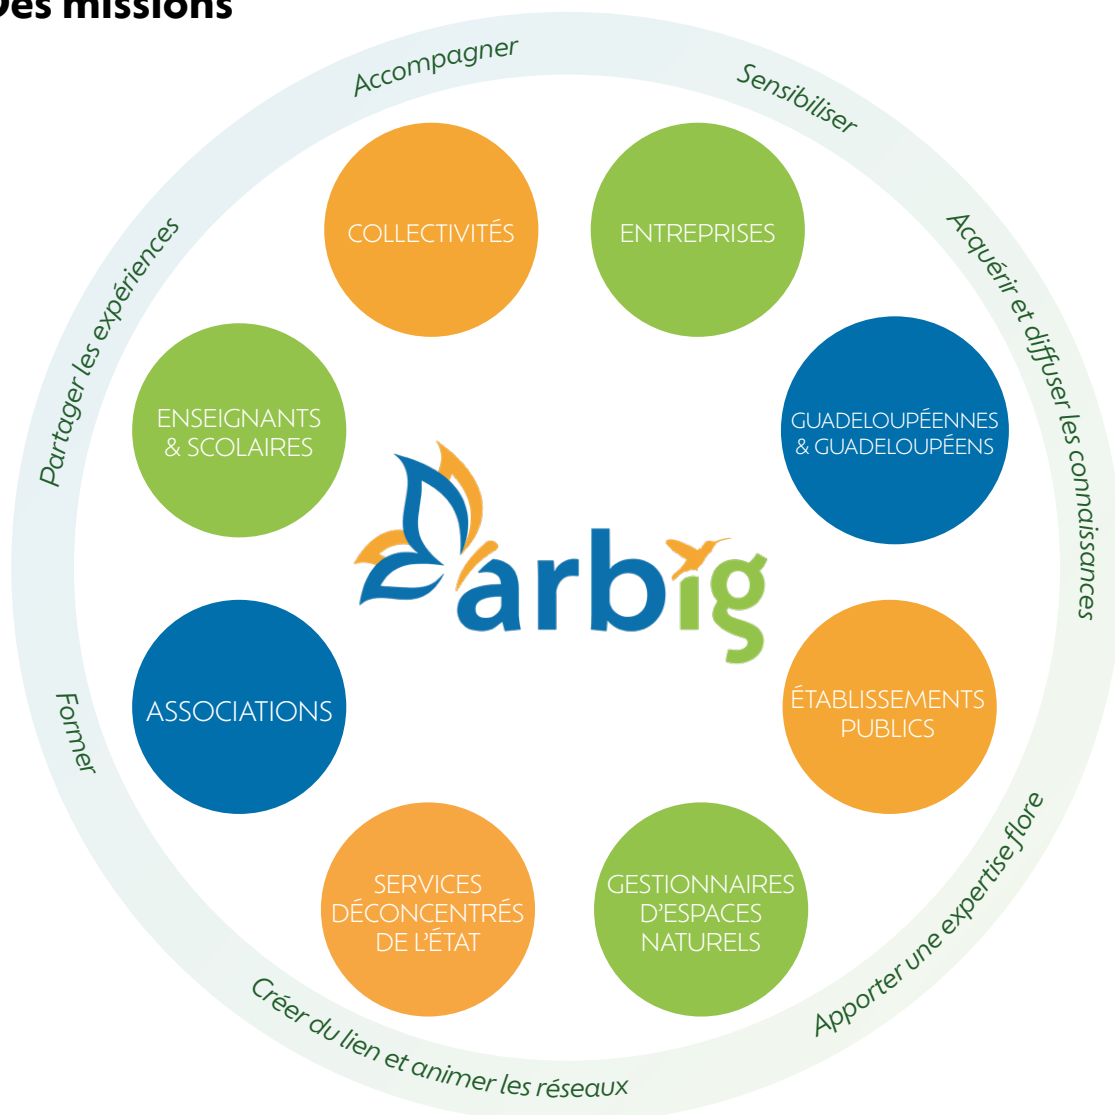 Des missions
Accompagner
Sensibiliser
Acquérir et diffuser les connaissances
Apporter une expertise flore
Créer du lien et animer les réseaux
Former
Partager les expériences
COLLECTIVITÉS
ENTREPRISES
ENSEIGNANTS
& SCOLAIRES
GUADELOUPÉENNES
& GUADELOUPÉENS
arbig
ASSOCIATIONS
ÉTABLISSEMENTS
PUBLICS
SERVICES
DÉCONCENTRÉS
DE L'ÉTAT
GESTIONNAIRES
D'ESPACES
NATURELS